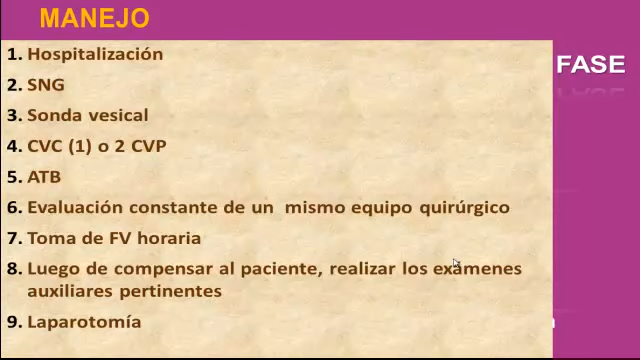 MANEJO
FASE
1. Hospitalización
2. SNG
3. Sonda vesical
4. CVC (1) o 2 CVP
5. ATB
6. Evaluación constante de un mismo equipo quirúrgico
7. Toma de FV horaria
8. Luego de compensar al paciente, realizar los exámenes
auxiliares pertinentes
9. Laparotomía